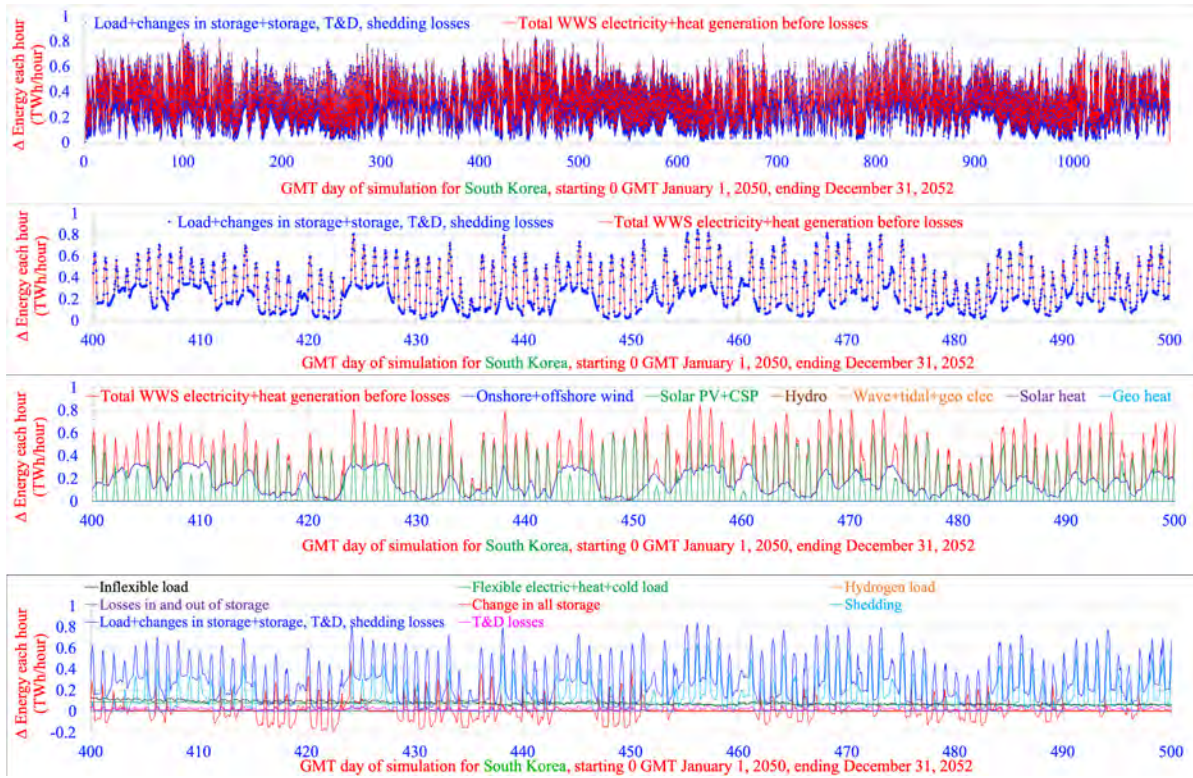 Load+changes in storage+storage, T&D, shedding losses Total WWS electricity+heat generation before losses
Δ Energy each hour
(TWh/hour)
1
0.8
0.6
0.4
0.2
0
0 100 200 300 400 500 600 700 800 900 1000
GMT day of simulation for South Korea, starting 0 GMT January 1, 2050, ending December 31, 2052
Load+changes in storage+storage, T&D, shedding losses Total WWS electricity+heat generation before losses
Δ Energy each hour
(TWh/hour)
1
0.8
0.6
0.4
0.2
0
400 410 420 430 440 450 460 470 480 490 500
GMT day of simulation for South Korea, starting 0 GMT January 1, 2050, ending December 31, 2052
Total WWS electricity+heat generation before losses Onshore+offshore wind Solar PV+CSP Hydro Wave+tidal+geo elec Solar heat Geo heat
Δ Energy each hour
(TWh/hour)
1
0.8
0.6
0.4
0.2
0
400 410 420 430 440 450 460 470 480 490 500
GMT day of simulation for South Korea, starting 0 GMT January 1, 2050, ending December 31, 2052
Inflexible load Flexible electric+heat+cold load Hydrogen load
Losses in and out of storage Change in all storage Shedding
Load+changes in storage+storage, T&D, shedding losses T&D losses
Δ Energy each hour
(TWh/hour)
1
0.8
0.6
0.4
0.2
0
-0.2
400 410 420 430 440 450 460 470 480 490 500
GMT day of simulation for South Korea, starting 0 GMT January 1, 2050, ending December 31, 2052